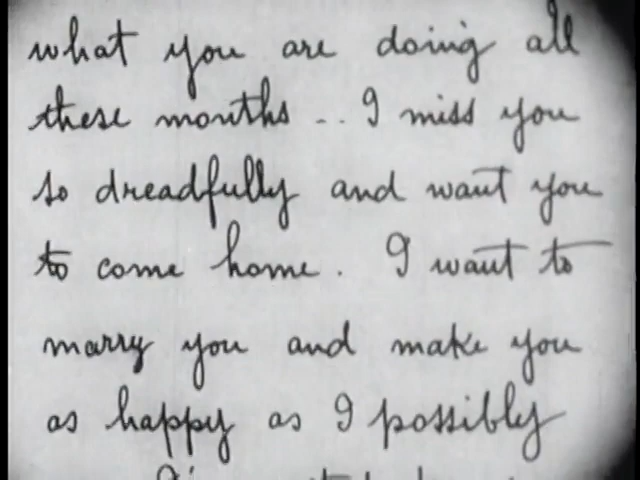 what you are doing all
these months .. I miss you
so dreadfully and want you
to come home. I want to
marry you and make you
as happy as I possibly